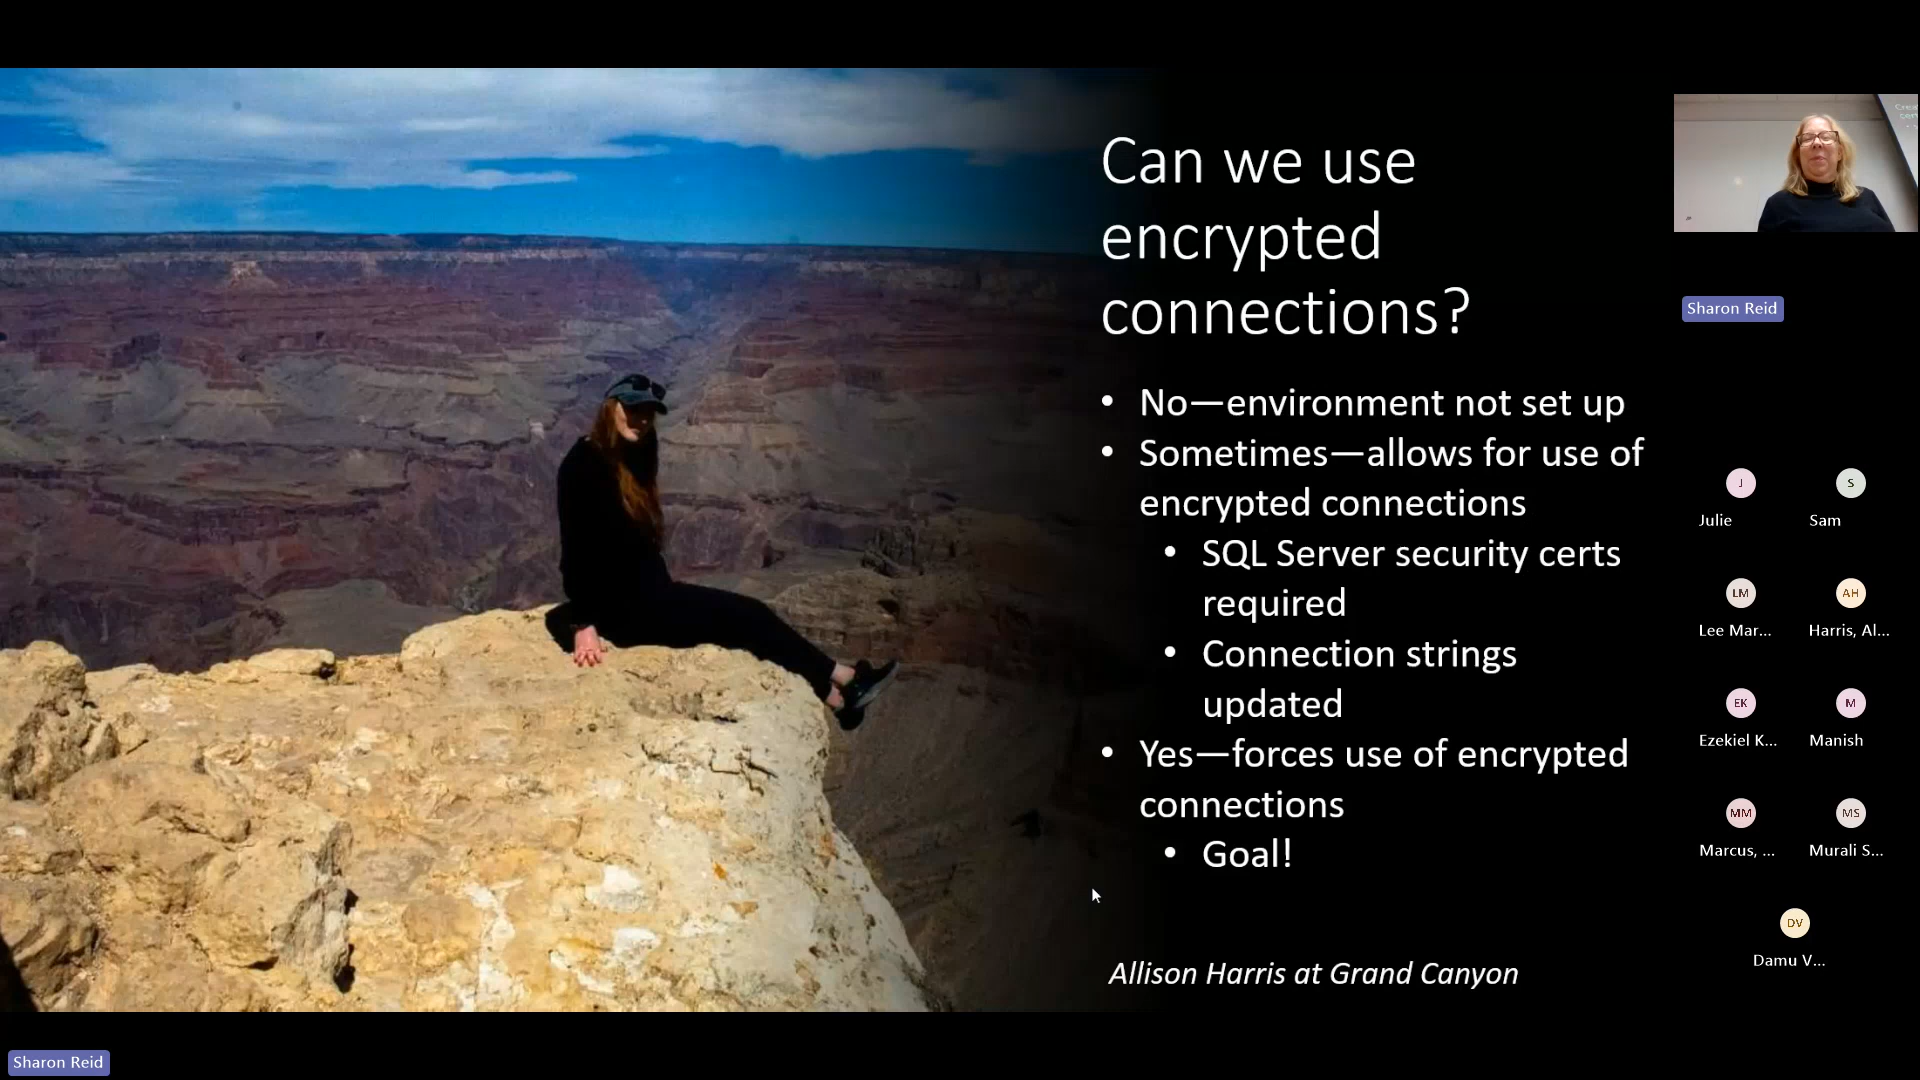 Can we use
encrypted
connections?
• No—environment not set up
• Sometimes—allows for use of
encrypted connections
• SQL Server security certs
required
• Connection strings
updated
• Yes—forces use of encrypted
connections
• Goal!
Allison Harris at Grand Canyon
Sharon Reid
J
Julie
S
Sam
LM
Lee Mar...
AH
Harris, Al...
EK
Ezekiel K...
M
Manish
MM
Marcus, ...
MS
Murali S...
DV
Damu V...
Sharon Reid